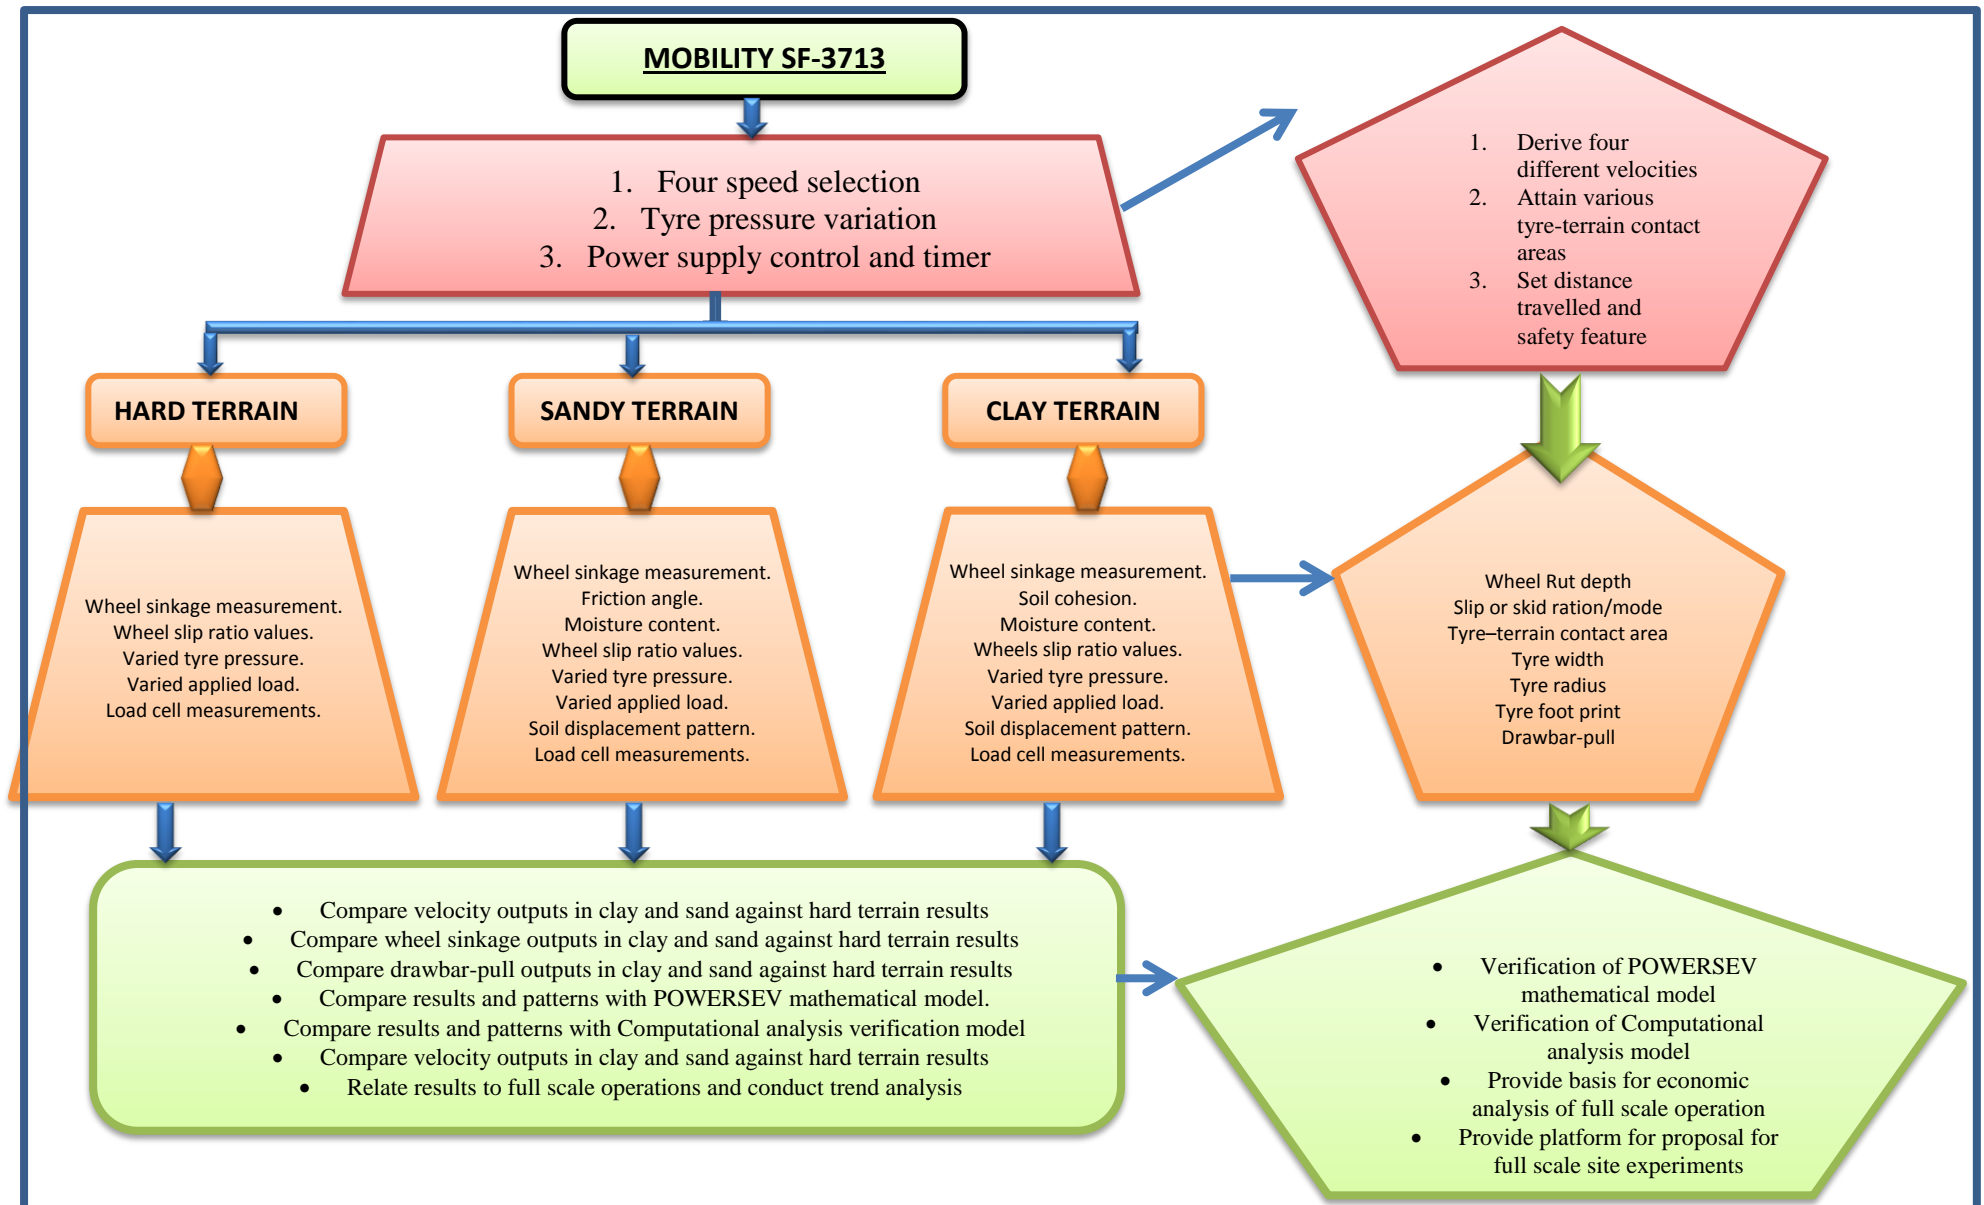 MOBILITY SF-3713
1. Four speed selection
2. Tyre pressure variation
3. Power supply control and timer
1. Derive four
different velocities
2. Attain various
tyre-terrain contact
areas
3. Set distance
travelled and
safety feature
HARD TERRAIN
SANDY TERRAIN
CLAY TERRAIN
Wheel sinkage measurement.
Wheel slip ratio values.
Varied tyre pressure.
Varied applied load.
Load cell measurements.
Wheel sinkage measurement.
Friction angle.
Moisture content.
Wheel slip ratio values.
Varied tyre pressure.
Varied applied load.
Soil displacement pattern.
Load cell measurements.
Wheel sinkage measurement.
Soil cohesion.
Moisture content.
Wheels slip ratio values.
Varied tyre pressure.
Varied applied load.
Soil displacement pattern.
Load cell measurements.
Wheel Rut depth
Slip or skid ration/mode
Tyre–terrain contact area
Tyre width
Tyre radius
Tyre foot print
Drawbar-pull
• Compare velocity outputs in clay and sand against hard terrain results
• Compare wheel sinkage outputs in clay and sand against hard terrain results
• Compare drawbar-pull outputs in clay and sand against hard terrain results
• Compare results and patterns with POWERSEV mathematical model.
• Compare results and patterns with Computational analysis verification model
• Compare velocity outputs in clay and sand against hard terrain results
• Relate results to full scale operations and conduct trend analysis
• Verification of POWERSEV
mathematical model
• Verification of Computational
analysis model
• Provide basis for economic
analysis of full scale operation
• Provide platform for proposal for
full scale site experiments